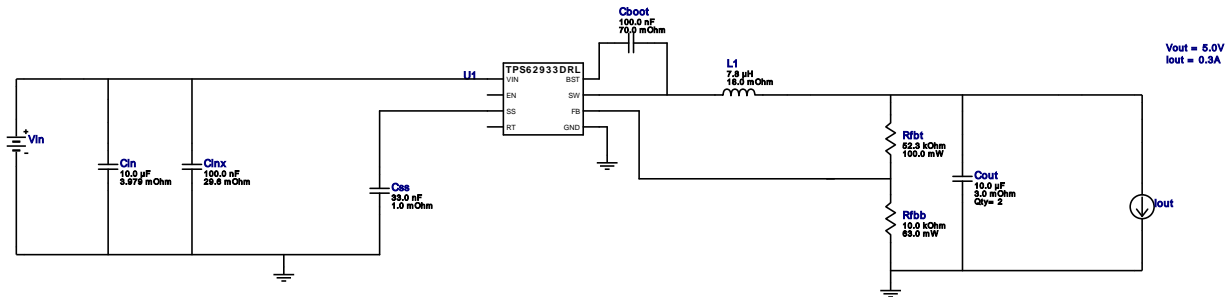 Cboot
100.0 nF
70.0 mOhm
Vout = 5.0V
Iout = 0.3A
L1
7.8 µH
18.0 mOhm
U1
TPS62933DRL
VIN
BST
EN
SW
SS
FB
RT
GND
+
Vin
-
Cin
10.0 µF
3.979 mOhm
Cinx
100.0 nF
29.6 mOhm
Css
33.0 nF
1.0 mOhm
Rfbt
52.3 kOhm
100.0 mW
Cout
10.0 µF
3.0 mOhm
Qty= 2
Rfbb
10.0 kOhm
63.0 mW
Iout